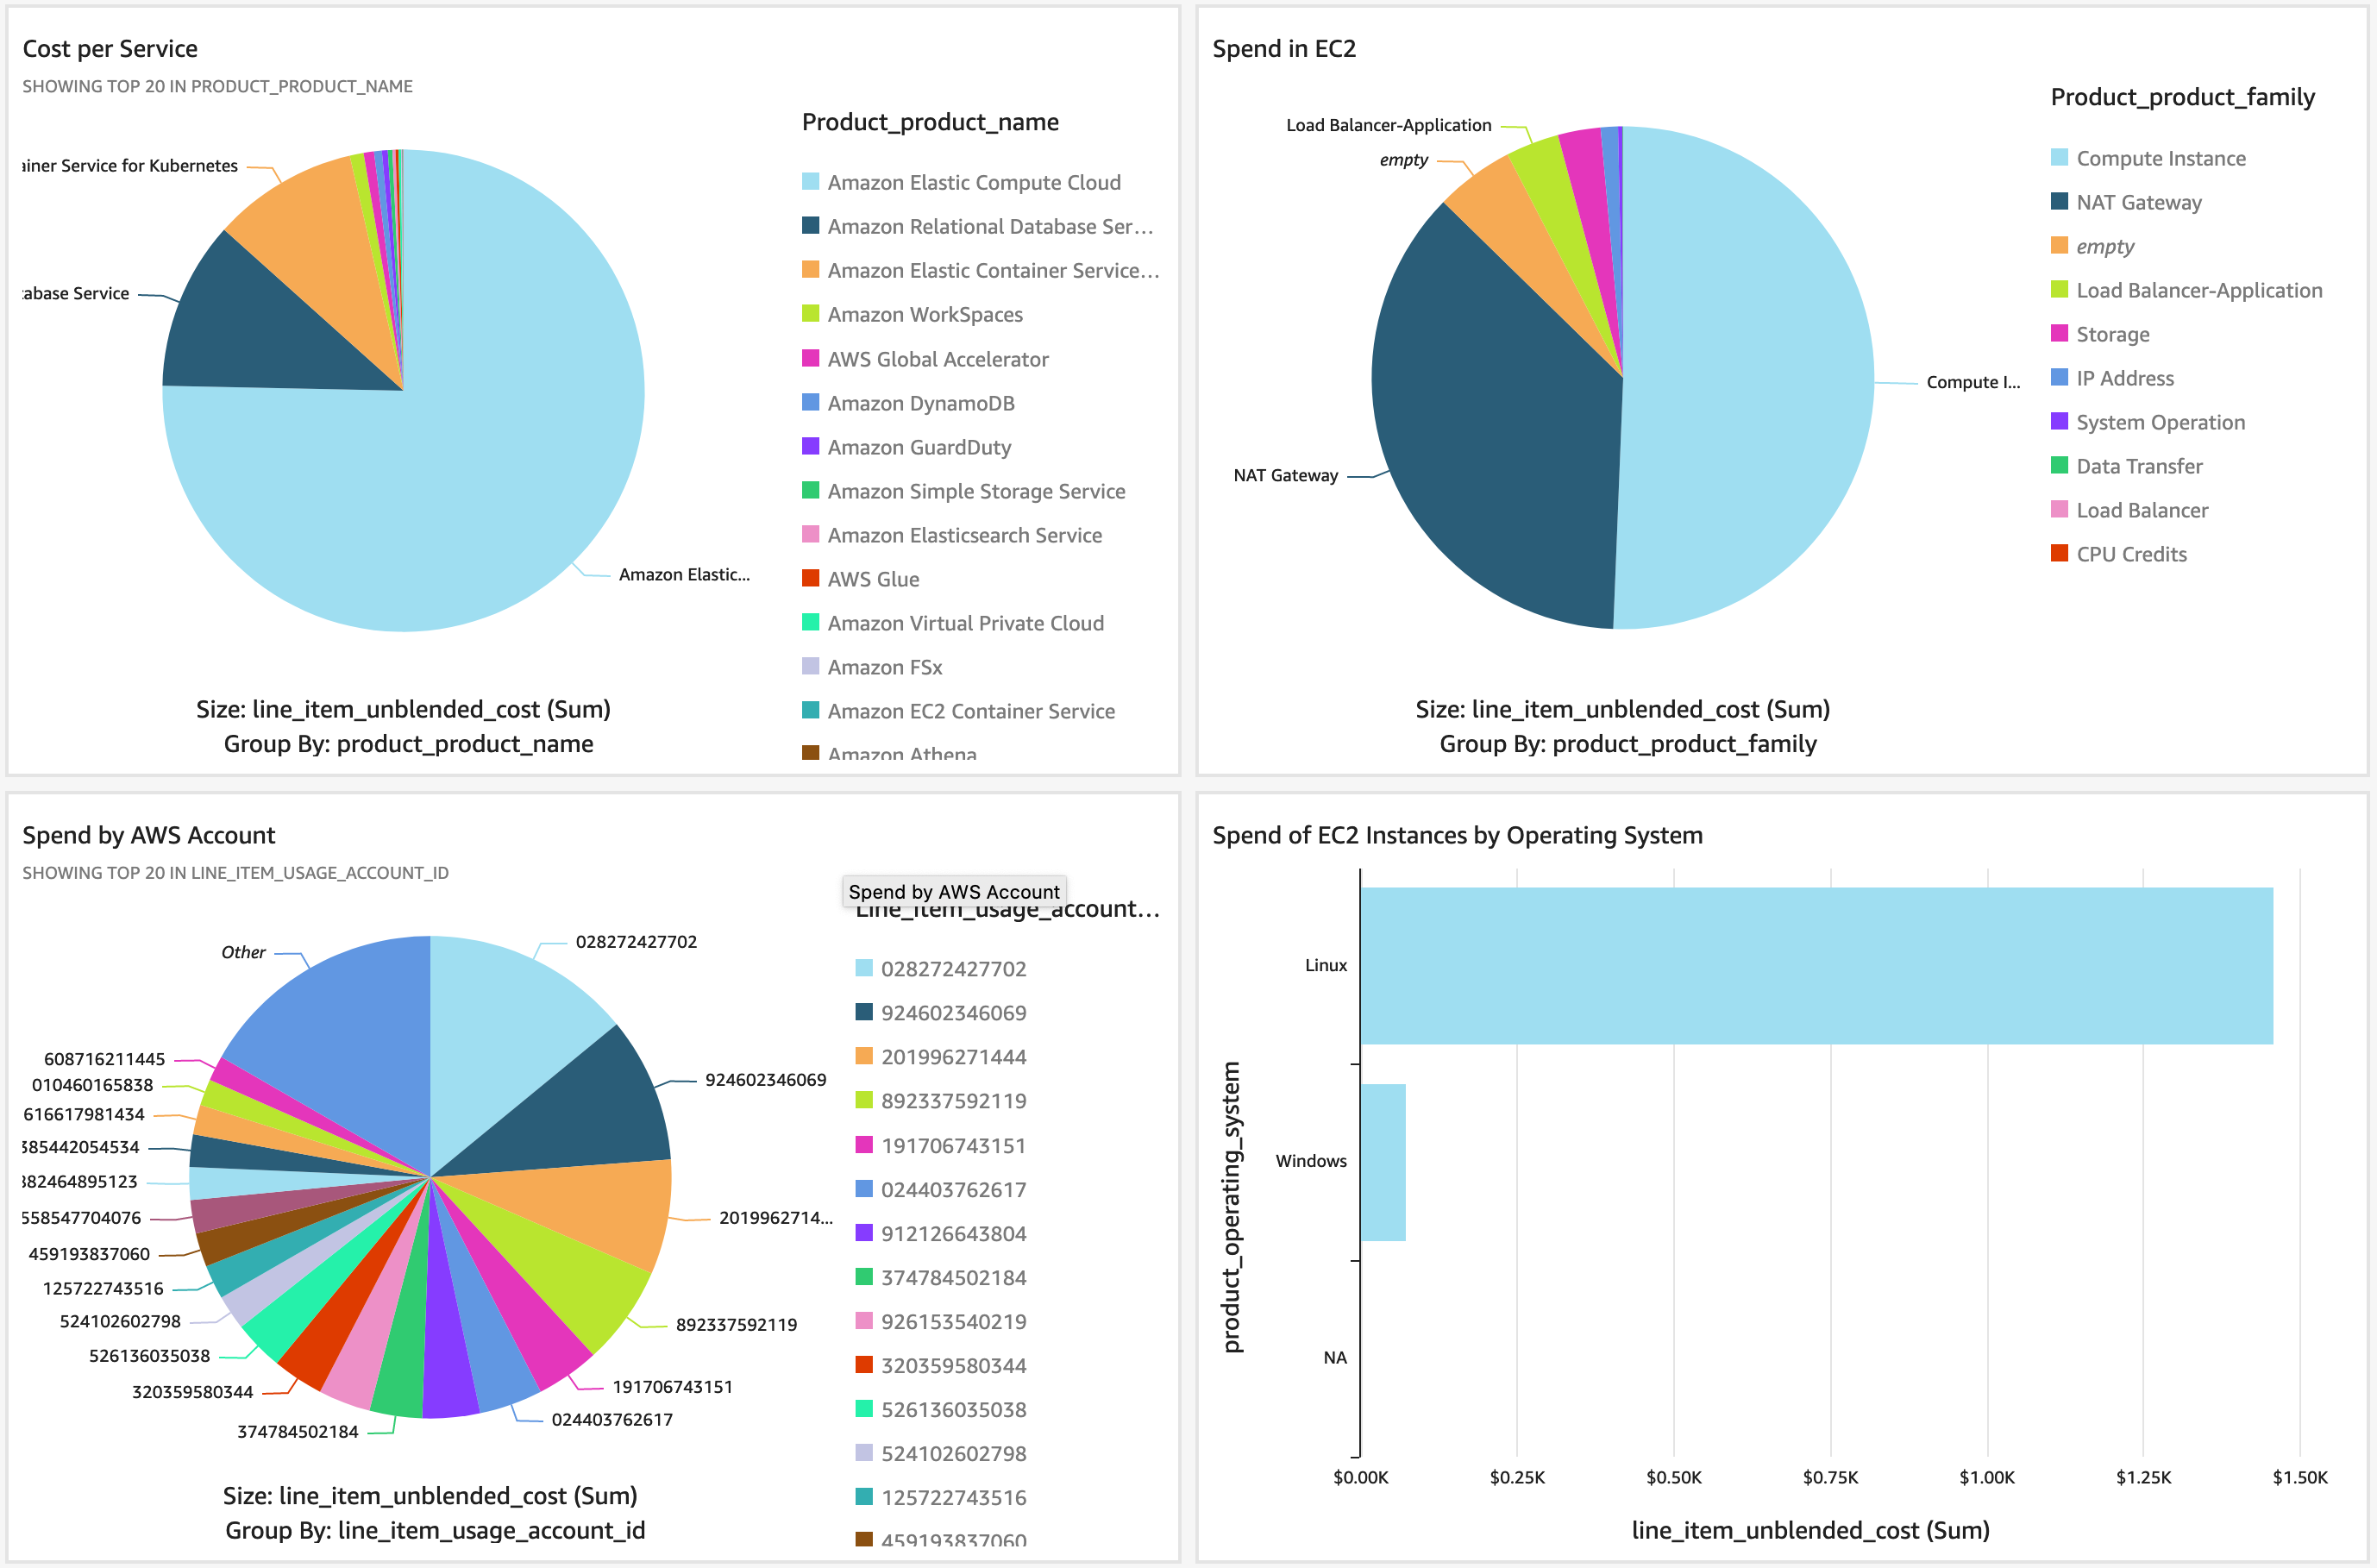 Cost per Service
SHOWING TOP 20 IN PRODUCT_PRODUCT_NAME
Product_product_name
ainer Service for Kubernetes
Amazon Elastic Compute Cloud
Amazon Relational Database Ser...
Amazon Elastic Container Service...
tabase Service
Amazon WorkSpaces
AWS Global Accelerator
Amazon DynamoDB
Amazon GuardDuty
Amazon Simple Storage Service
Amazon Elasticsearch Service
Amazon Elastic...
AWS Glue
Amazon Virtual Private Cloud
Amazon FSx
Amazon EC2 Container Service
Amazon Athena
Size: line_item_unblended_cost (Sum)
Group By: product_product_name
Spend in EC2
Product_product_family
Load Balancer-Application
empty
Compute I...
NAT Gateway
Compute Instance
NAT Gateway
empty
Load Balancer-Application
Storage
IP Address
System Operation
Data Transfer
Load Balancer
CPU Credits
Size: line_item_unblended_cost (Sum)
Group By: product_product_family
Spend by AWS Account
SHOWING TOP 20 IN LINE_ITEM_USAGE_ACCOUNT_ID
Spend by AWS Account
Line_item_usage_account...
Other
028272427702
924602346069
2019962714...
892337592119
191706743151
024403762617
374784502184
320359580344
526136035038
524102602798
125722743516
459193837060
558547704076
382464895123
585442054534
616617981434
010460165838
608716211445
028272427702
924602346069
201996271444
892337592119
191706743151
024403762617
912126643804
374784502184
926153540219
320359580344
526136035038
524102602798
125722743516
459193837060
Size: line_item_unblended_cost (Sum)
Group By: line_item_usage_account_id
Spend of EC2 Instances by Operating System
product_operating_system
Linux
Windows
NA
$0.00K
$0.25K
$0.50K
$0.75K
$1.00K
$1.25K
$1.50K
line_item_unblended_cost (Sum)